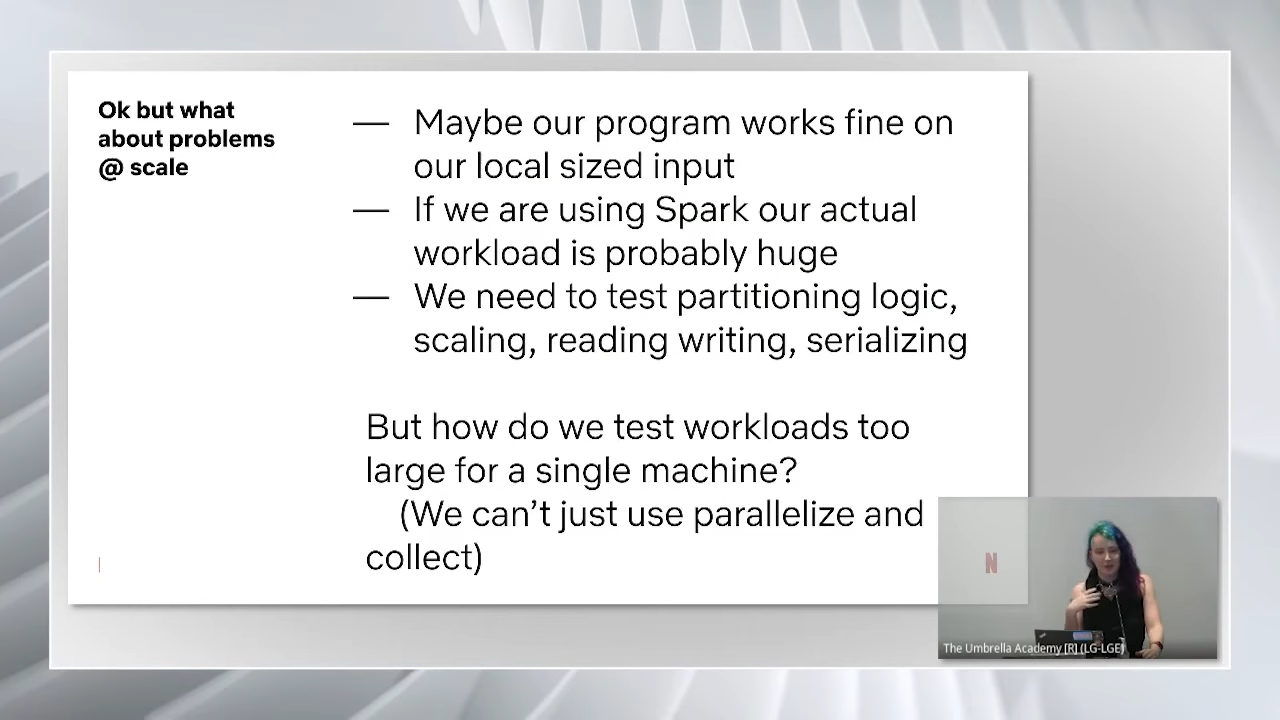 Ok but what
about problems
@ scale
— Maybe our program works fine on
our local sized input
— If we are using Spark our actual
workload is probably huge
— We need to test partitioning logic,
scaling, reading writing, serializing
But how do we test workloads too
large for a single machine?
(We can’t just use parallelize and
collect)
N
The Umbrella Academy [R] (LG-LGE)